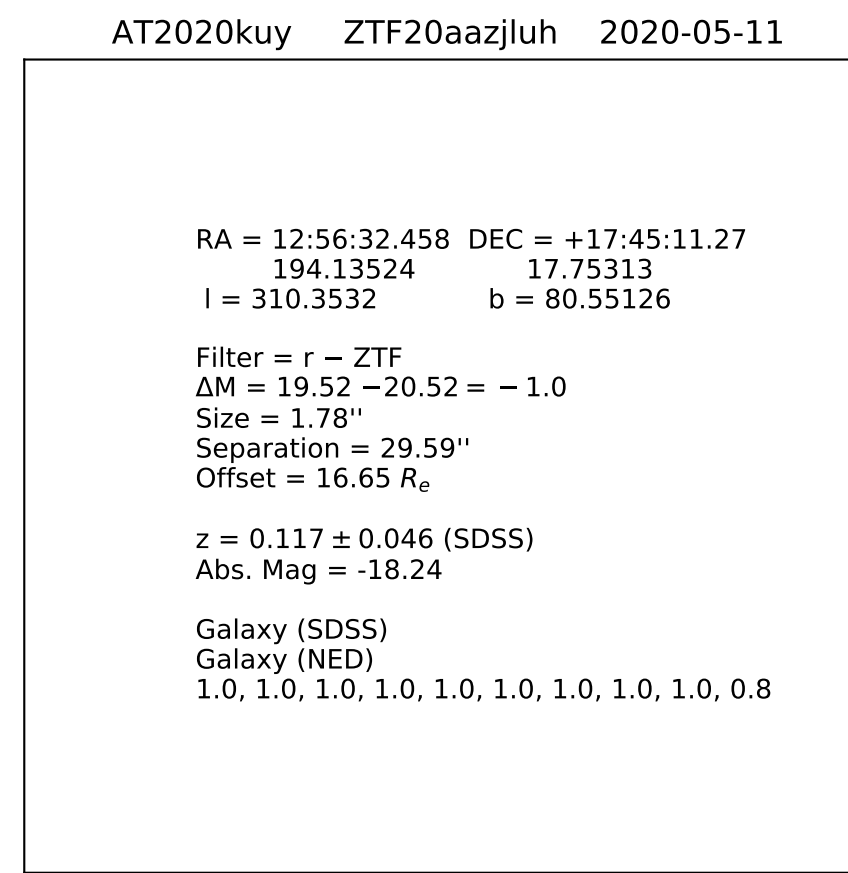 AT2020kuy ZTF20aazjluh 2020-05-11
RA = 12:56:32.458 DEC = +17:45:11.27
194.13524 17.75313
l = 310.3532 b = 80.55126
Filter = r − ZTF
ΔM = 19.52 −20.52 = − 1.0
Size = 1.78''
Separation = 29.59''
Offset = 16.65 Rₑ
z = 0.117 ± 0.046 (SDSS)
Abs. Mag = -18.24
Galaxy (SDSS)
Galaxy (NED)
1.0, 1.0, 1.0, 1.0, 1.0, 1.0, 1.0, 1.0, 1.0, 0.8